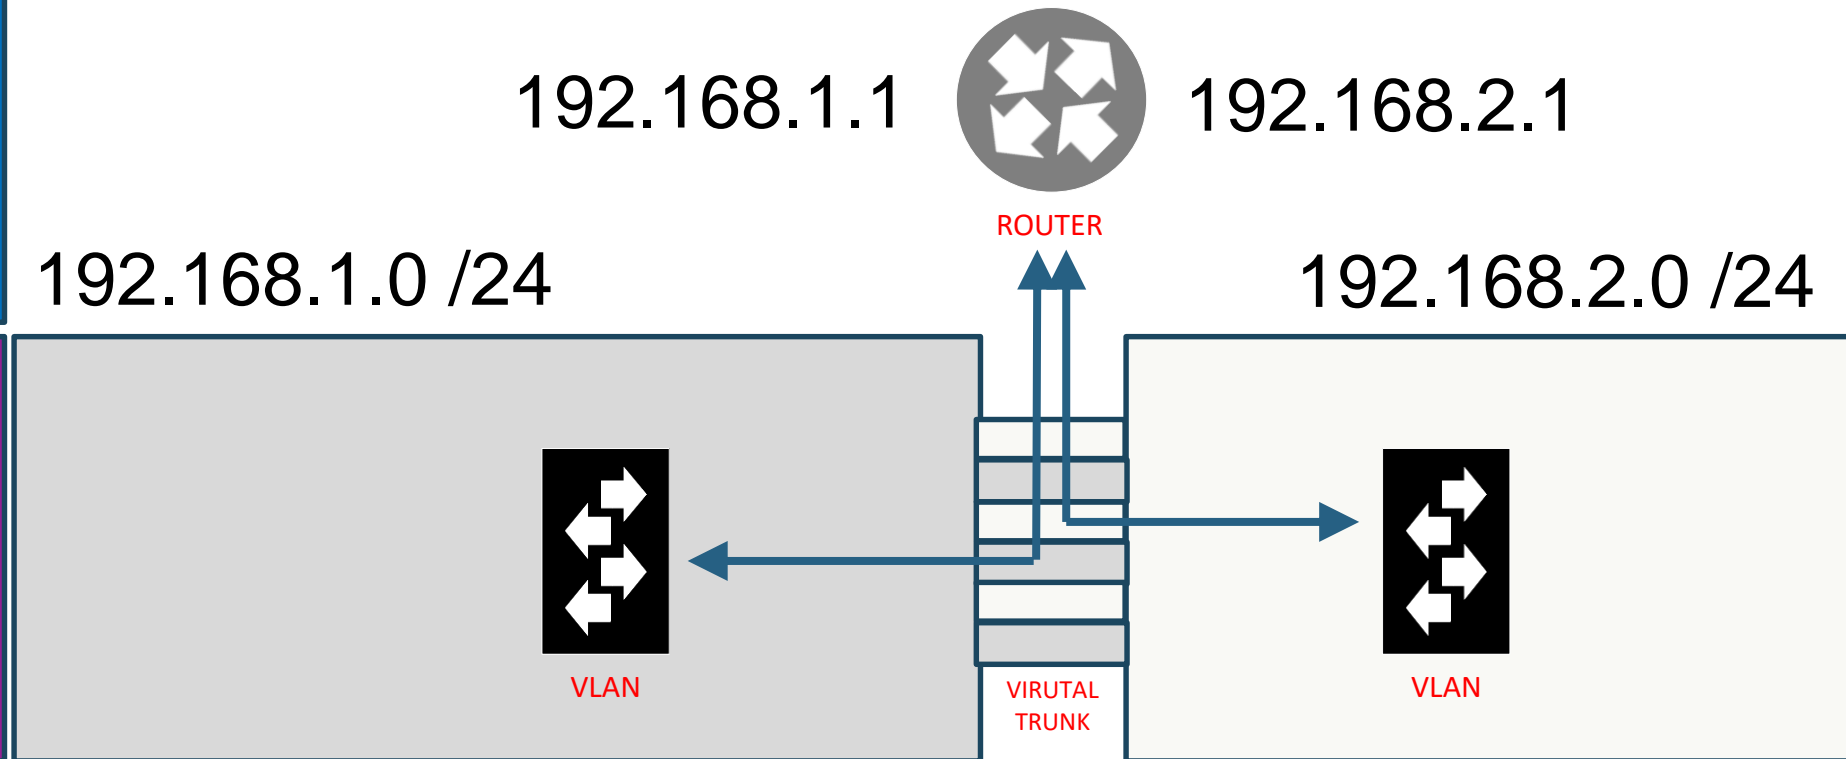 192.168.1.1
192.168.2.1
ROUTER
192.168.1.0 /24
192.168.2.0 /24
VLAN
VIRUTAL
TRUNK
VLAN